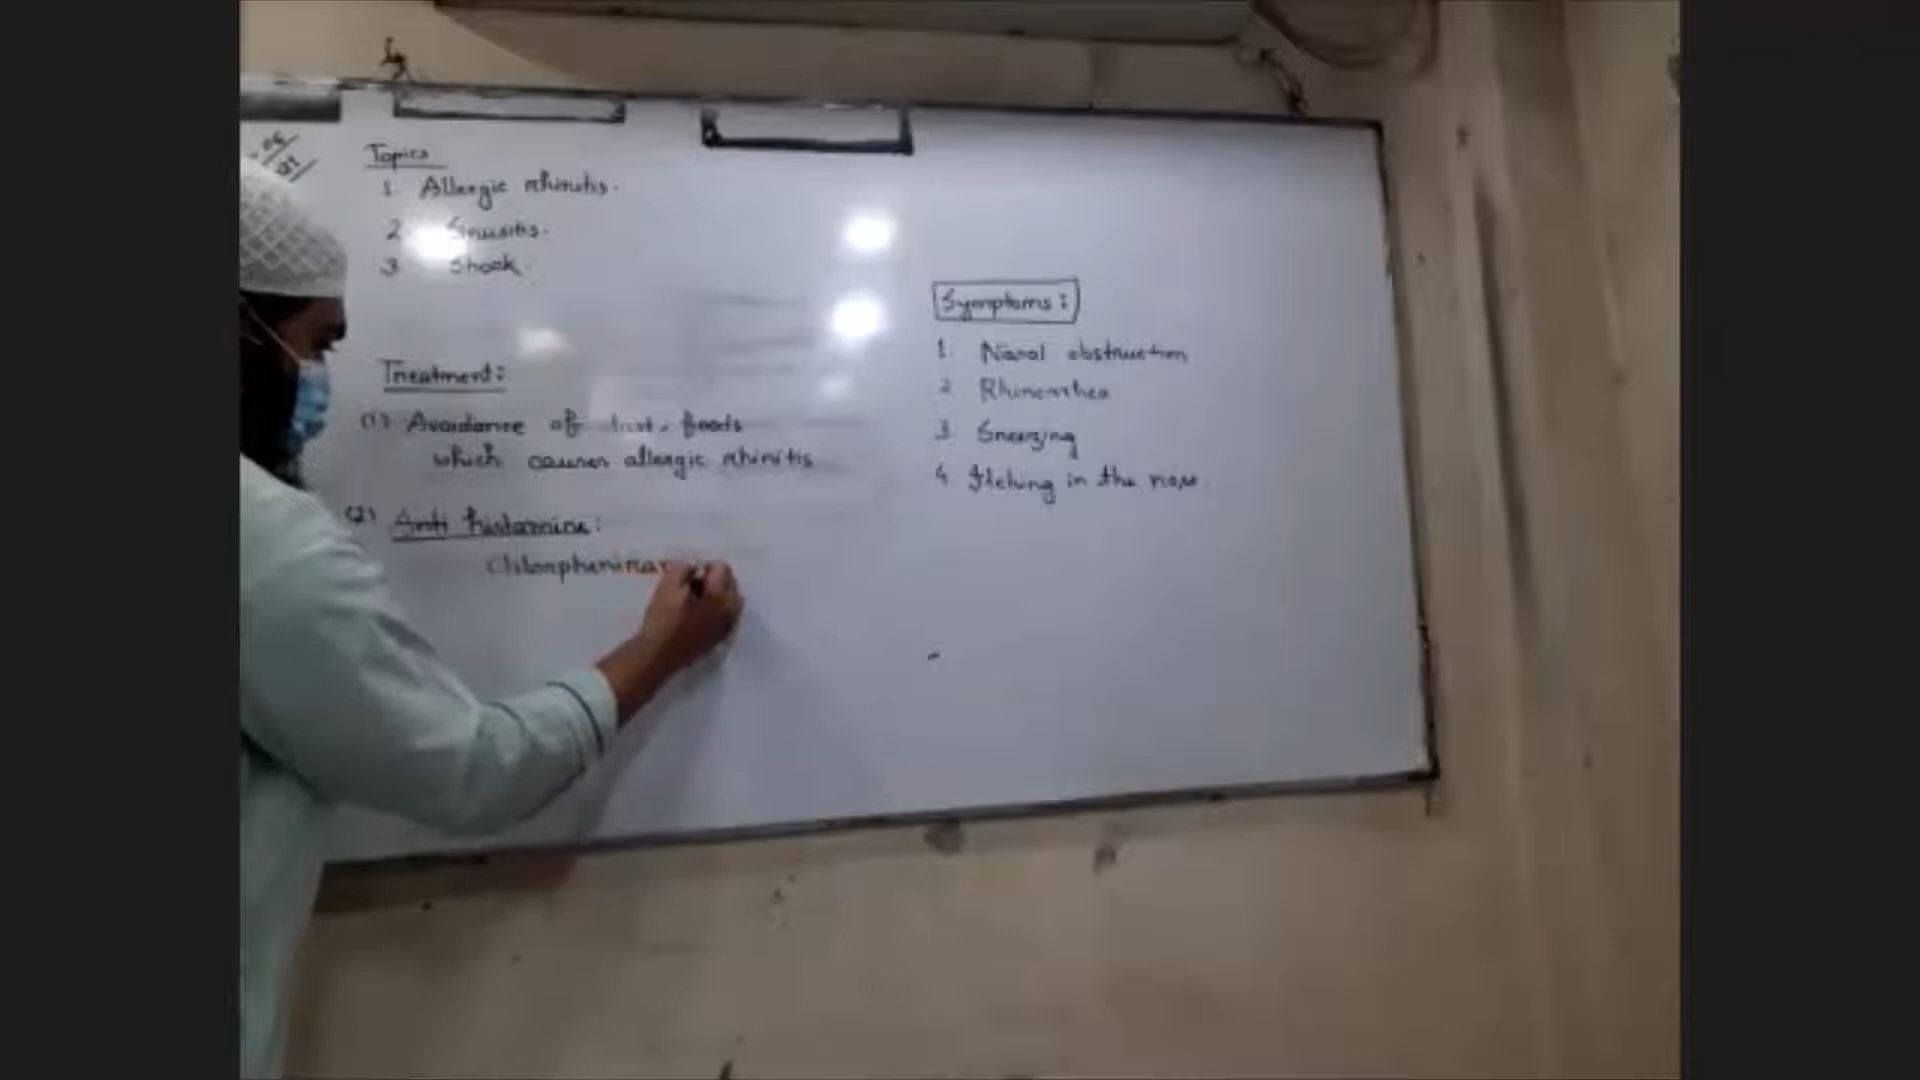 Topics
1. Allergic rhinitis.
2. Sinusitis.
3. Shock.
Treatment:
(1) Avoidance of dust, foods
which causes allergic rhinitis
(2) Anti histamine:
Chlorpheniram
Symptoms:
1. Nasal obstruction
2. Rhinorrhea
3. Sneezing
4. Itching in the nose